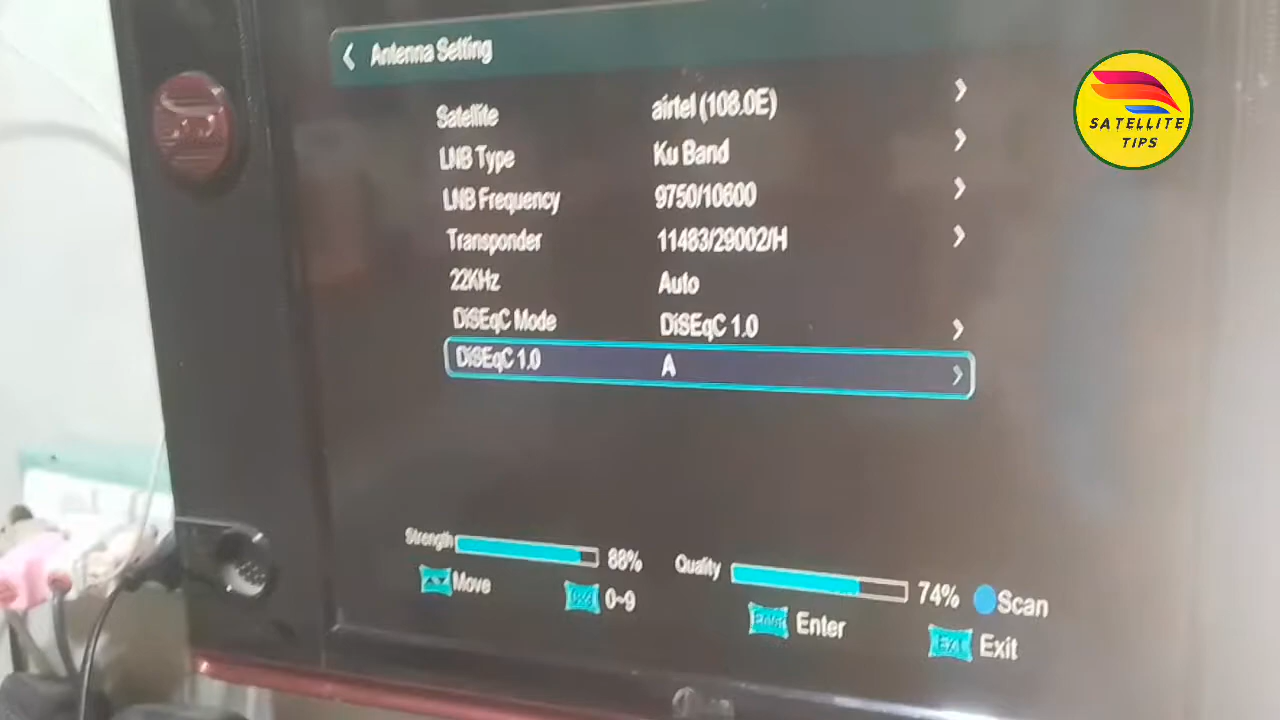 Antenna Setting
Satellite airtel (108.0E)
LNB Type Ku Band
LNB Frequency 9750/10600
Transponder 11483/29002/H
22KHz Auto
DiSEqC Mode DiSEqC 1.0
DiSEqC 1.0 A
Strength 88% Quality 74% Scan
Move 0~9 Enter Exit
SATELLITE
TIPS